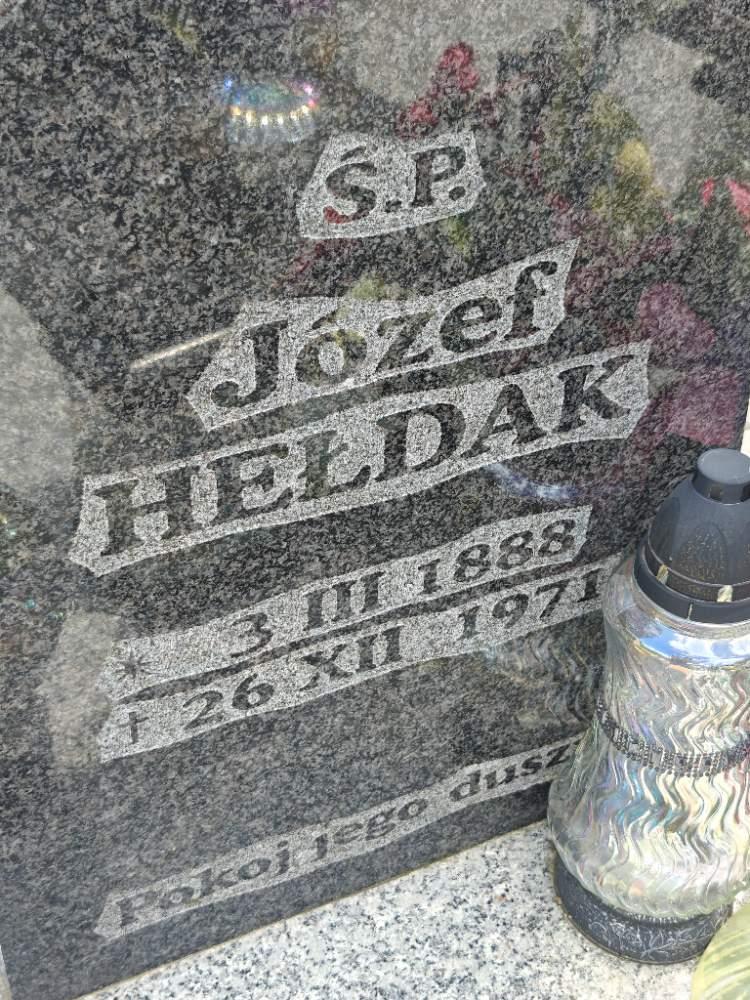 Ś.P.
Józef
HEŁDAK
* 3 III 1888
† 26 XII 1971
Pokój jego duszy